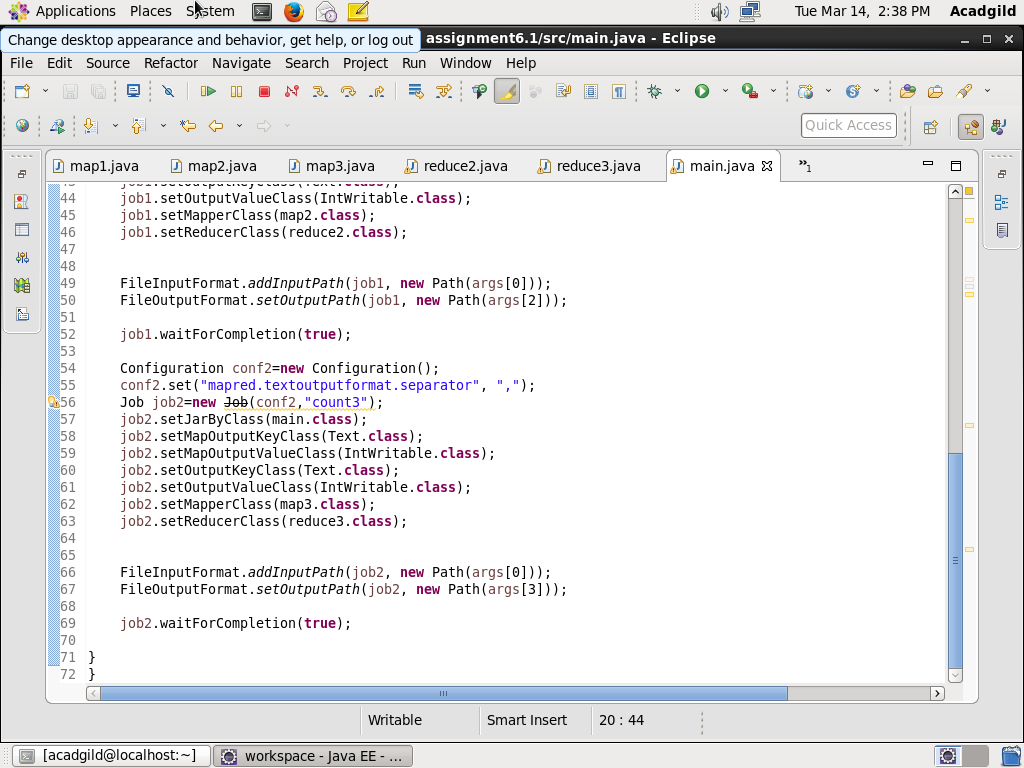 Applications Places System Tue Mar 14, 2:38 PM Acadgild
Change desktop appearance and behavior, get help, or log out
assignment6.1/src/main.java - Eclipse
File Edit Source Refactor Navigate Search Project Run Window Help
Quick Access
map1.java map2.java map3.java reduce2.java reduce3.java main.java »1
43 job1.setOutputKeyClass(Text.class);
44 job1.setOutputValueClass(IntWritable.class);
45 job1.setMapperClass(map2.class);
46 job1.setReducerClass(reduce2.class);
47
48
49 FileInputFormat.addInputPath(job1, new Path(args[0]));
50 FileOutputFormat.setOutputPath(job1, new Path(args[2]));
51
52 job1.waitForCompletion(true);
53
54 Configuration conf2=new Configuration();
55 conf2.set("mapred.textoutputformat.separator", ",");
56 Job job2=new Job(conf2,"count3");
57 job2.setJarByClass(main.class);
58 job2.setMapOutputKeyClass(Text.class);
59 job2.setMapOutputValueClass(IntWritable.class);
60 job2.setOutputKeyClass(Text.class);
61 job2.setOutputValueClass(IntWritable.class);
62 job2.setMapperClass(map3.class);
63 job2.setReducerClass(reduce3.class);
64
65
66 FileInputFormat.addInputPath(job2, new Path(args[0]));
67 FileOutputFormat.setOutputPath(job2, new Path(args[3]));
68
69 job2.waitForCompletion(true);
70
71 }
72 }
Writable Smart Insert 20 : 44
[acadgild@localhost:~] workspace - Java EE - ...